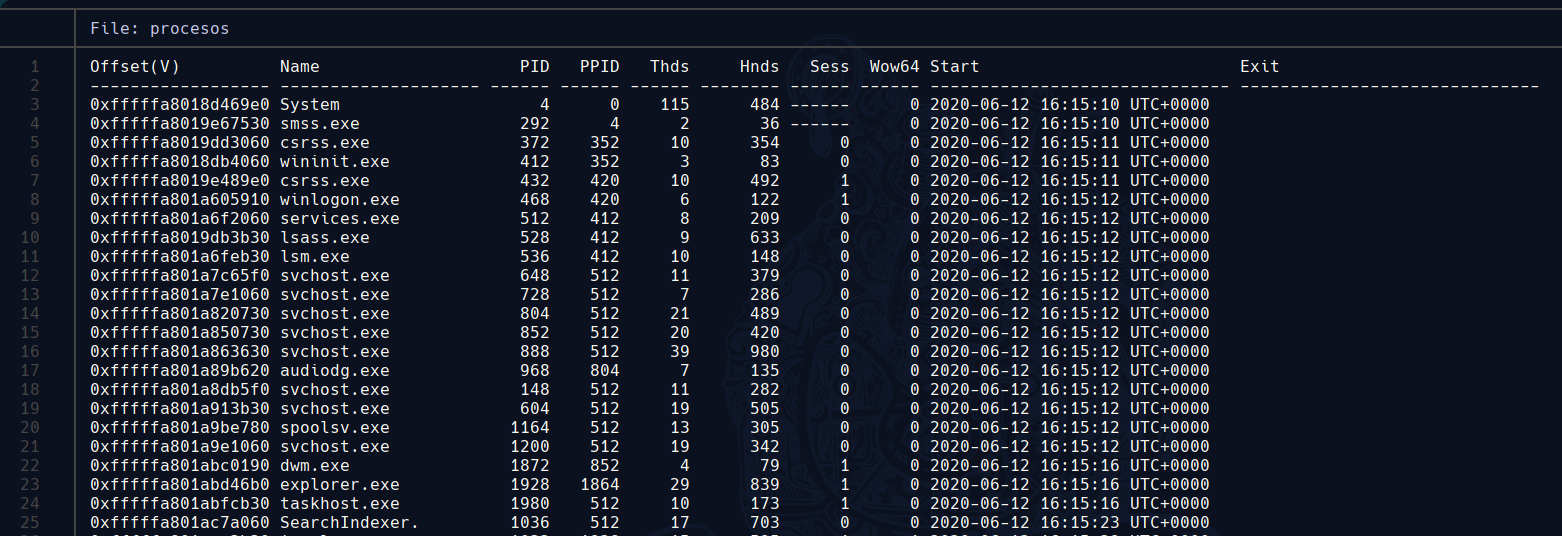 File: procesos
1 Offset(V) Name PID PPID Thds Hnds Sess Wow64 Start Exit
2 ------------------ -------------------- ------ ------ ------ -------- ------ ------ ------------------------------ ------------------------------
3 0xfffffa8018d469e0 System 4 0 115 484 ------ 0 2020-06-12 16:15:10 UTC+0000
4 0xfffffa8019e67530 smss.exe 292 4 2 36 ------ 0 2020-06-12 16:15:10 UTC+0000
5 0xfffffa8019dd3060 csrss.exe 372 352 10 354 0 0 2020-06-12 16:15:11 UTC+0000
6 0xfffffa8018db4060 wininit.exe 412 352 3 83 0 0 2020-06-12 16:15:11 UTC+0000
7 0xfffffa8019e489e0 csrss.exe 432 420 10 492 1 0 2020-06-12 16:15:11 UTC+0000
8 0xfffffa801a605910 winlogon.exe 468 420 6 122 1 0 2020-06-12 16:15:12 UTC+0000
9 0xfffffa801a6f2060 services.exe 512 412 8 209 0 0 2020-06-12 16:15:12 UTC+0000
10 0xfffffa8019db3b30 lsass.exe 528 412 9 633 0 0 2020-06-12 16:15:12 UTC+0000
11 0xfffffa801a6feb30 lsm.exe 536 412 10 148 0 0 2020-06-12 16:15:12 UTC+0000
12 0xfffffa801a7c65f0 svchost.exe 648 512 11 379 0 0 2020-06-12 16:15:12 UTC+0000
13 0xfffffa801a7e1060 svchost.exe 728 512 7 286 0 0 2020-06-12 16:15:12 UTC+0000
14 0xfffffa801a820730 svchost.exe 804 512 21 489 0 0 2020-06-12 16:15:12 UTC+0000
15 0xfffffa801a850730 svchost.exe 852 512 20 420 0 0 2020-06-12 16:15:12 UTC+0000
16 0xfffffa801a863630 svchost.exe 888 512 39 980 0 0 2020-06-12 16:15:12 UTC+0000
17 0xfffffa801a89b620 audiodg.exe 968 804 7 135 0 0 2020-06-12 16:15:12 UTC+0000
18 0xfffffa801a8db5f0 svchost.exe 148 512 11 282 0 0 2020-06-12 16:15:12 UTC+0000
19 0xfffffa801a913b30 svchost.exe 604 512 19 505 0 0 2020-06-12 16:15:12 UTC+0000
20 0xfffffa801a9be780 spoolsv.exe 1164 512 13 305 0 0 2020-06-12 16:15:12 UTC+0000
21 0xfffffa801a9e1060 svchost.exe 1200 512 19 342 0 0 2020-06-12 16:15:12 UTC+0000
22 0xfffffa801abc0190 dwm.exe 1872 852 4 79 1 0 2020-06-12 16:15:16 UTC+0000
23 0xfffffa801abd46b0 explorer.exe 1928 1864 29 839 1 0 2020-06-12 16:15:16 UTC+0000
24 0xfffffa801abfcb30 taskhost.exe 1980 512 10 173 1 0 2020-06-12 16:15:16 UTC+0000
25 0xfffffa801ac7a060 SearchIndexer. 1036 512 17 703 0 0 2020-06-12 16:15:23 UTC+0000